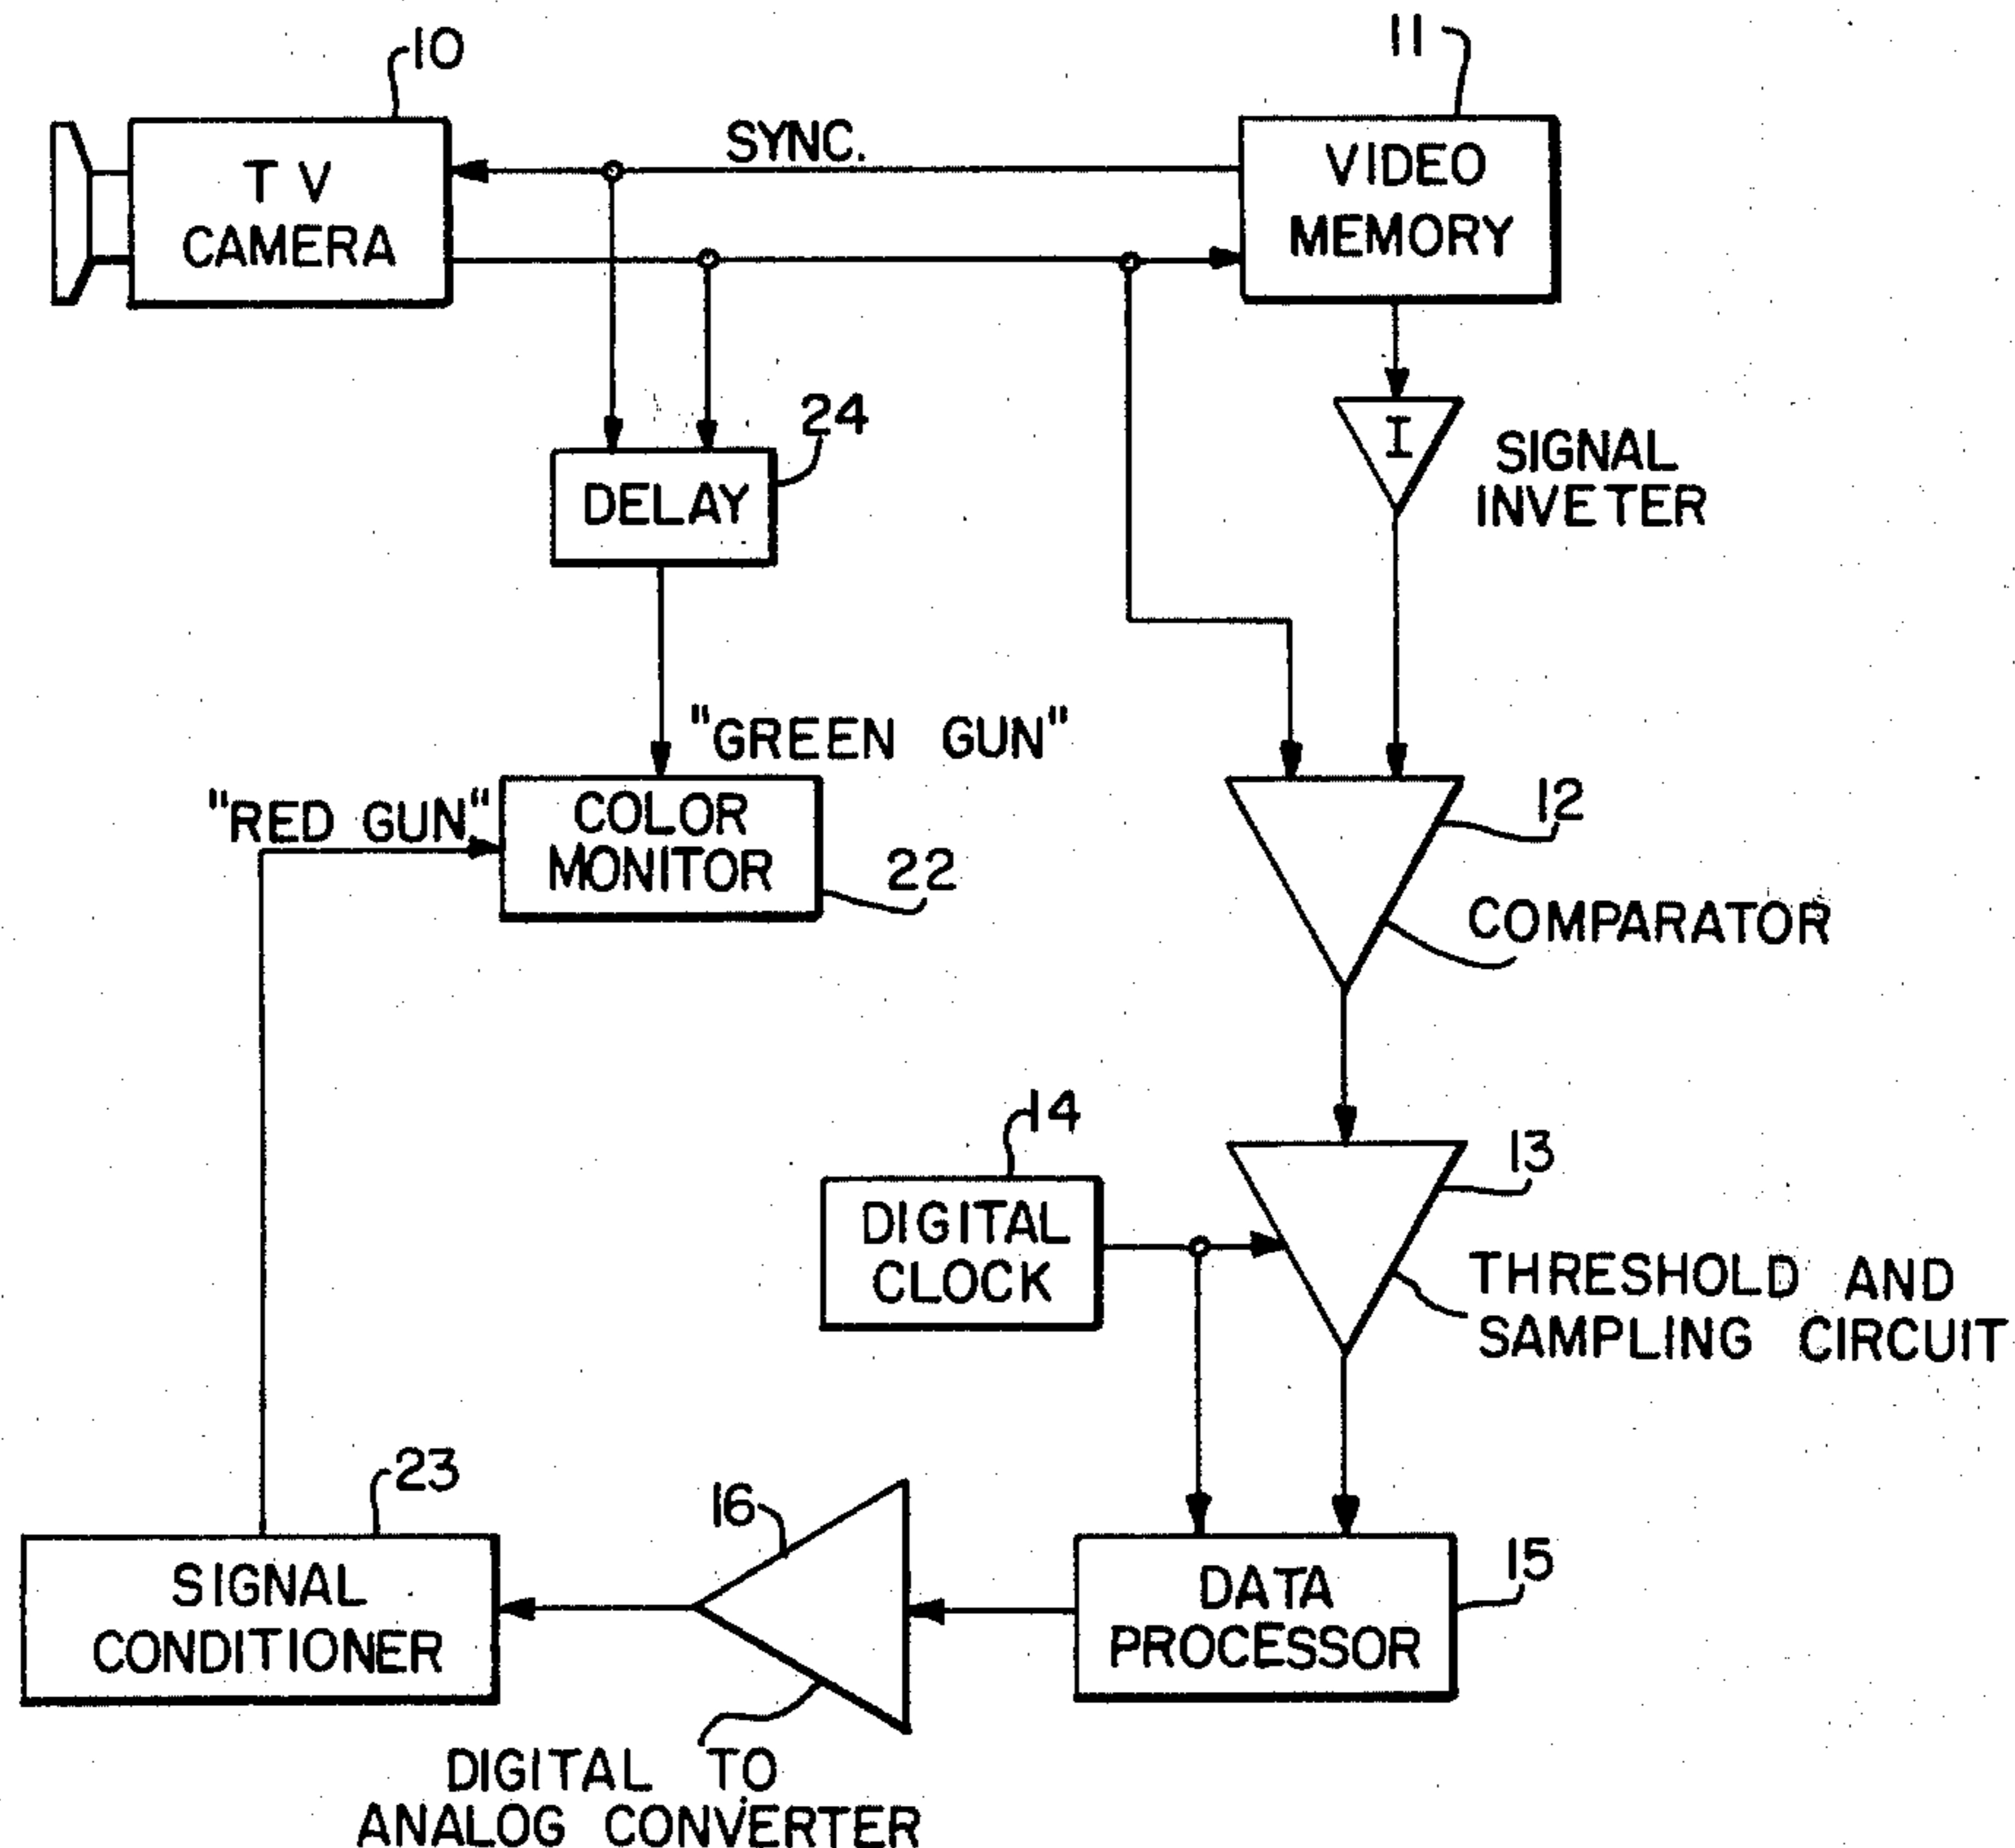 10
11
TV
CAMERA
SYNC.
VIDEO
MEMORY
24
DELAY
I
SIGNAL
INVETER
"GREEN GUN"
"RED GUN"
COLOR
MONITOR
22
12
COMPARATOR
14
13
DIGITAL
CLOCK
THRESHOLD AND
SAMPLING CIRCUIT
23
16
15
SIGNAL
CONDITIONER
DATA
PROCESSOR
DIGITAL TO
ANALOG CONVERTER